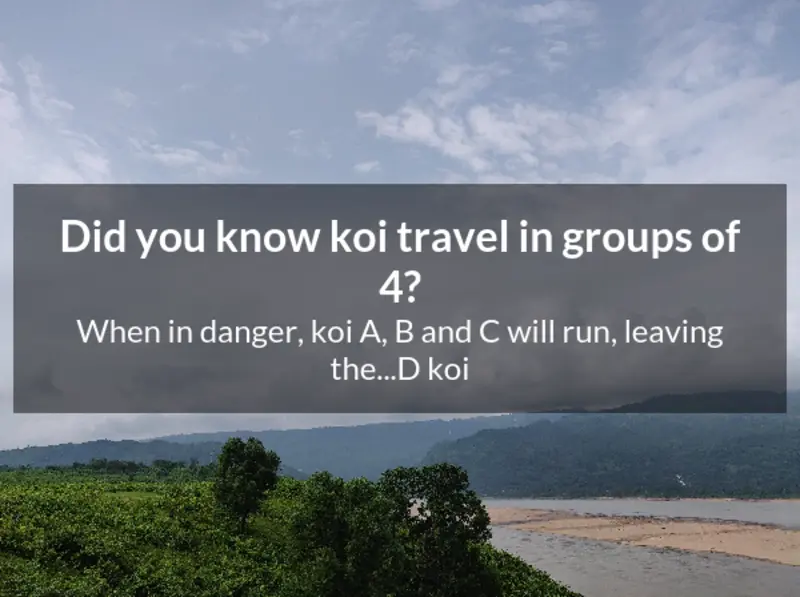 Did you know koi travel in groups of
4?
When in danger, koi A, B and C will run, leaving
the...D koi